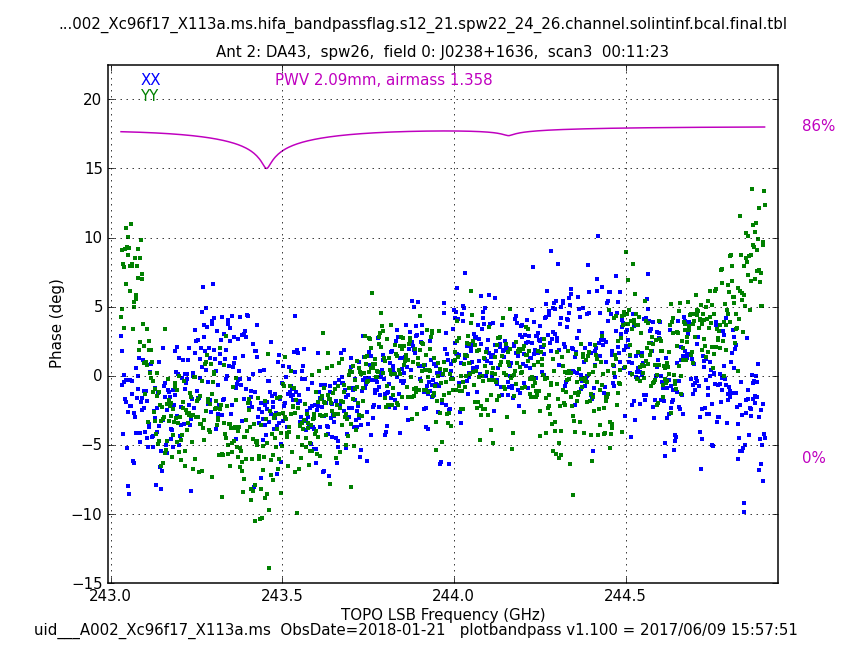 ...002_Xc96f17_X113a.ms.hifa_bandpassflag.s12_21.spw22_24_26.channel.solintinf.bcal.final.tbl
Ant 2: DA43,  spw26,  field 0: J0238+1636,  scan3  00:11:23
XX
PWV 2.09mm, airmass 1.358
YY
20
86%
15
10
5
Phase (deg)
0
−5
0%
−10
−15
243.0
243.5
244.0
244.5
TOPO LSB Frequency (GHz)
uid___A002_Xc96f17_X113a.ms  ObsDate=2018-01-21   plotbandpass v1.100 = 2017/06/09 15:57:51